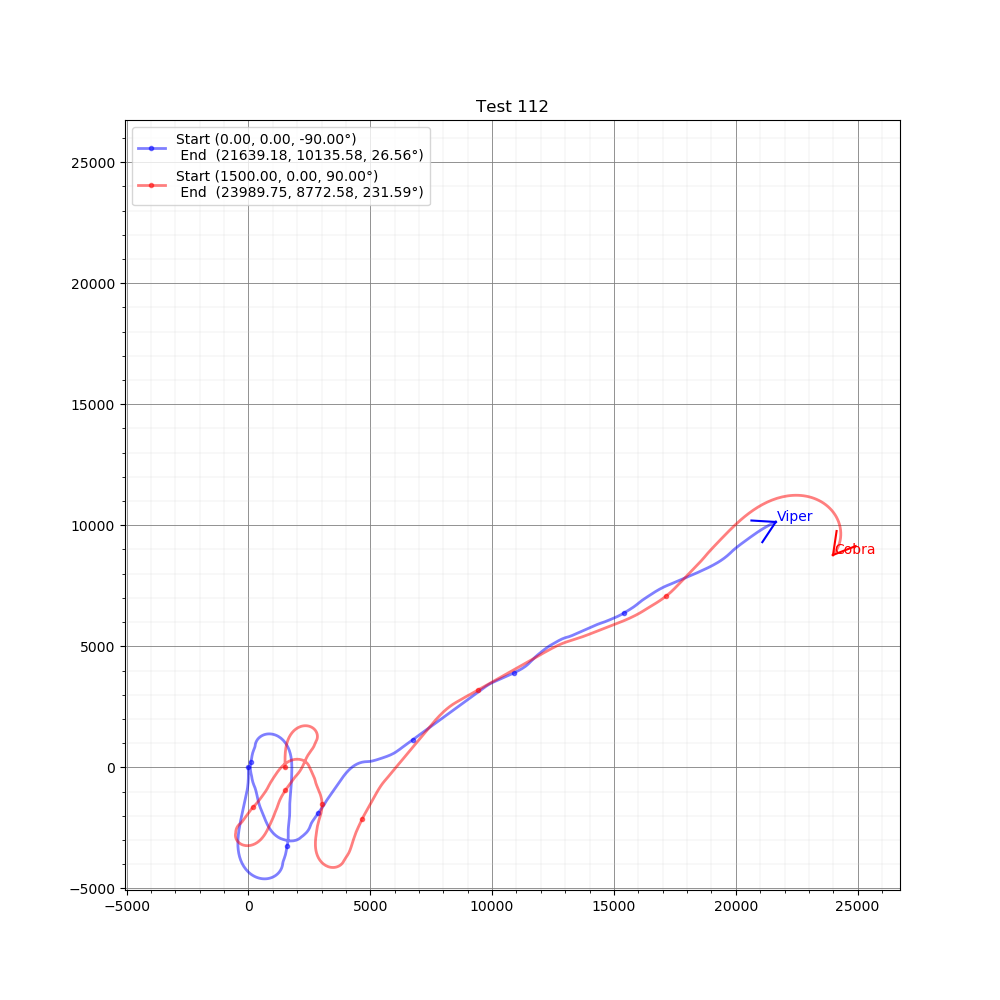 Test 112
Start (0.00, 0.00, -90.00°)
End (21639.18, 10135.58, 26.56°)
Start (1500.00, 0.00, 90.00°)
End (23989.75, 8772.58, 231.59°)
25000
20000
15000
10000
5000
0
−5000
Viper
Cobra
−5000 0 5000 10000 15000 20000 25000